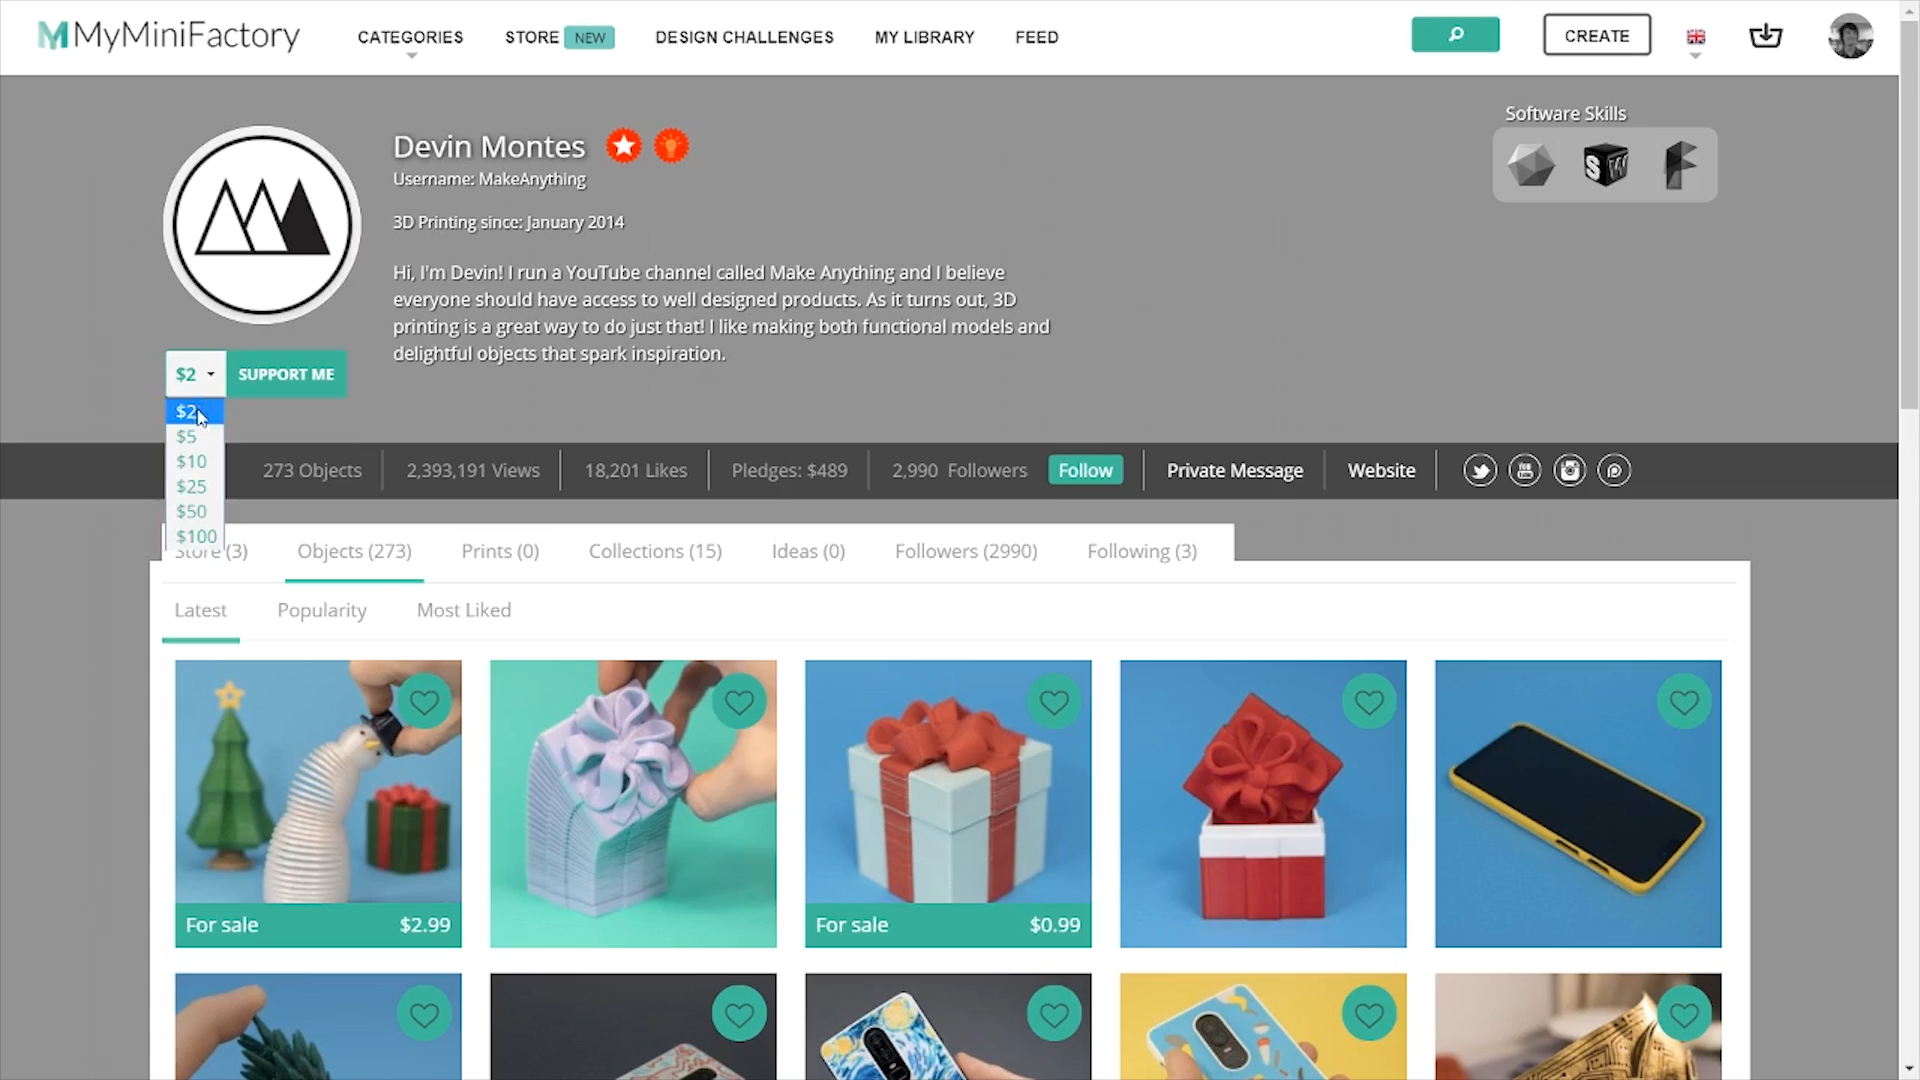 MyMiniFactory
CATEGORIES
STORE NEW
DESIGN CHALLENGES
MY LIBRARY
FEED
CREATE
Software Skills
SW
Devin Montes
Username: MakeAnything
3D Printing since: January 2014
Hi, I'm Devin! I run a YouTube channel called Make Anything and I believe
everyone should have access to well designed products. As it turns out, 3D
printing is a great way to do just that! I like making both functional models and
delightful objects that spark inspiration.
$2 SUPPORT ME
$2
$5
$10
$25
$50
$100
273 Objects
2,393,191 Views
18,201 Likes
Pledges: $489
2,990 Followers
Follow
Private Message
Website
Store (3)
Objects (273)
Prints (0)
Collections (15)
Ideas (0)
Followers (2990)
Following (3)
Latest
Popularity
Most Liked
For sale $2.99
For sale $0.99